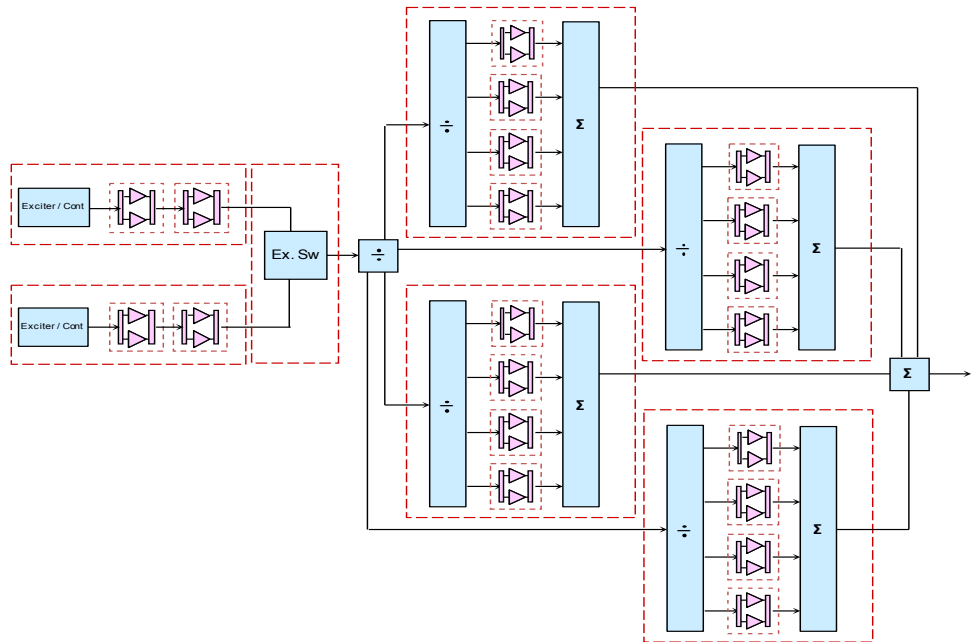 ÷
Σ
÷
Σ
Exciter / Cont
Ex. Sw
÷
Exciter / Cont
÷
Σ
Σ
÷
Σ